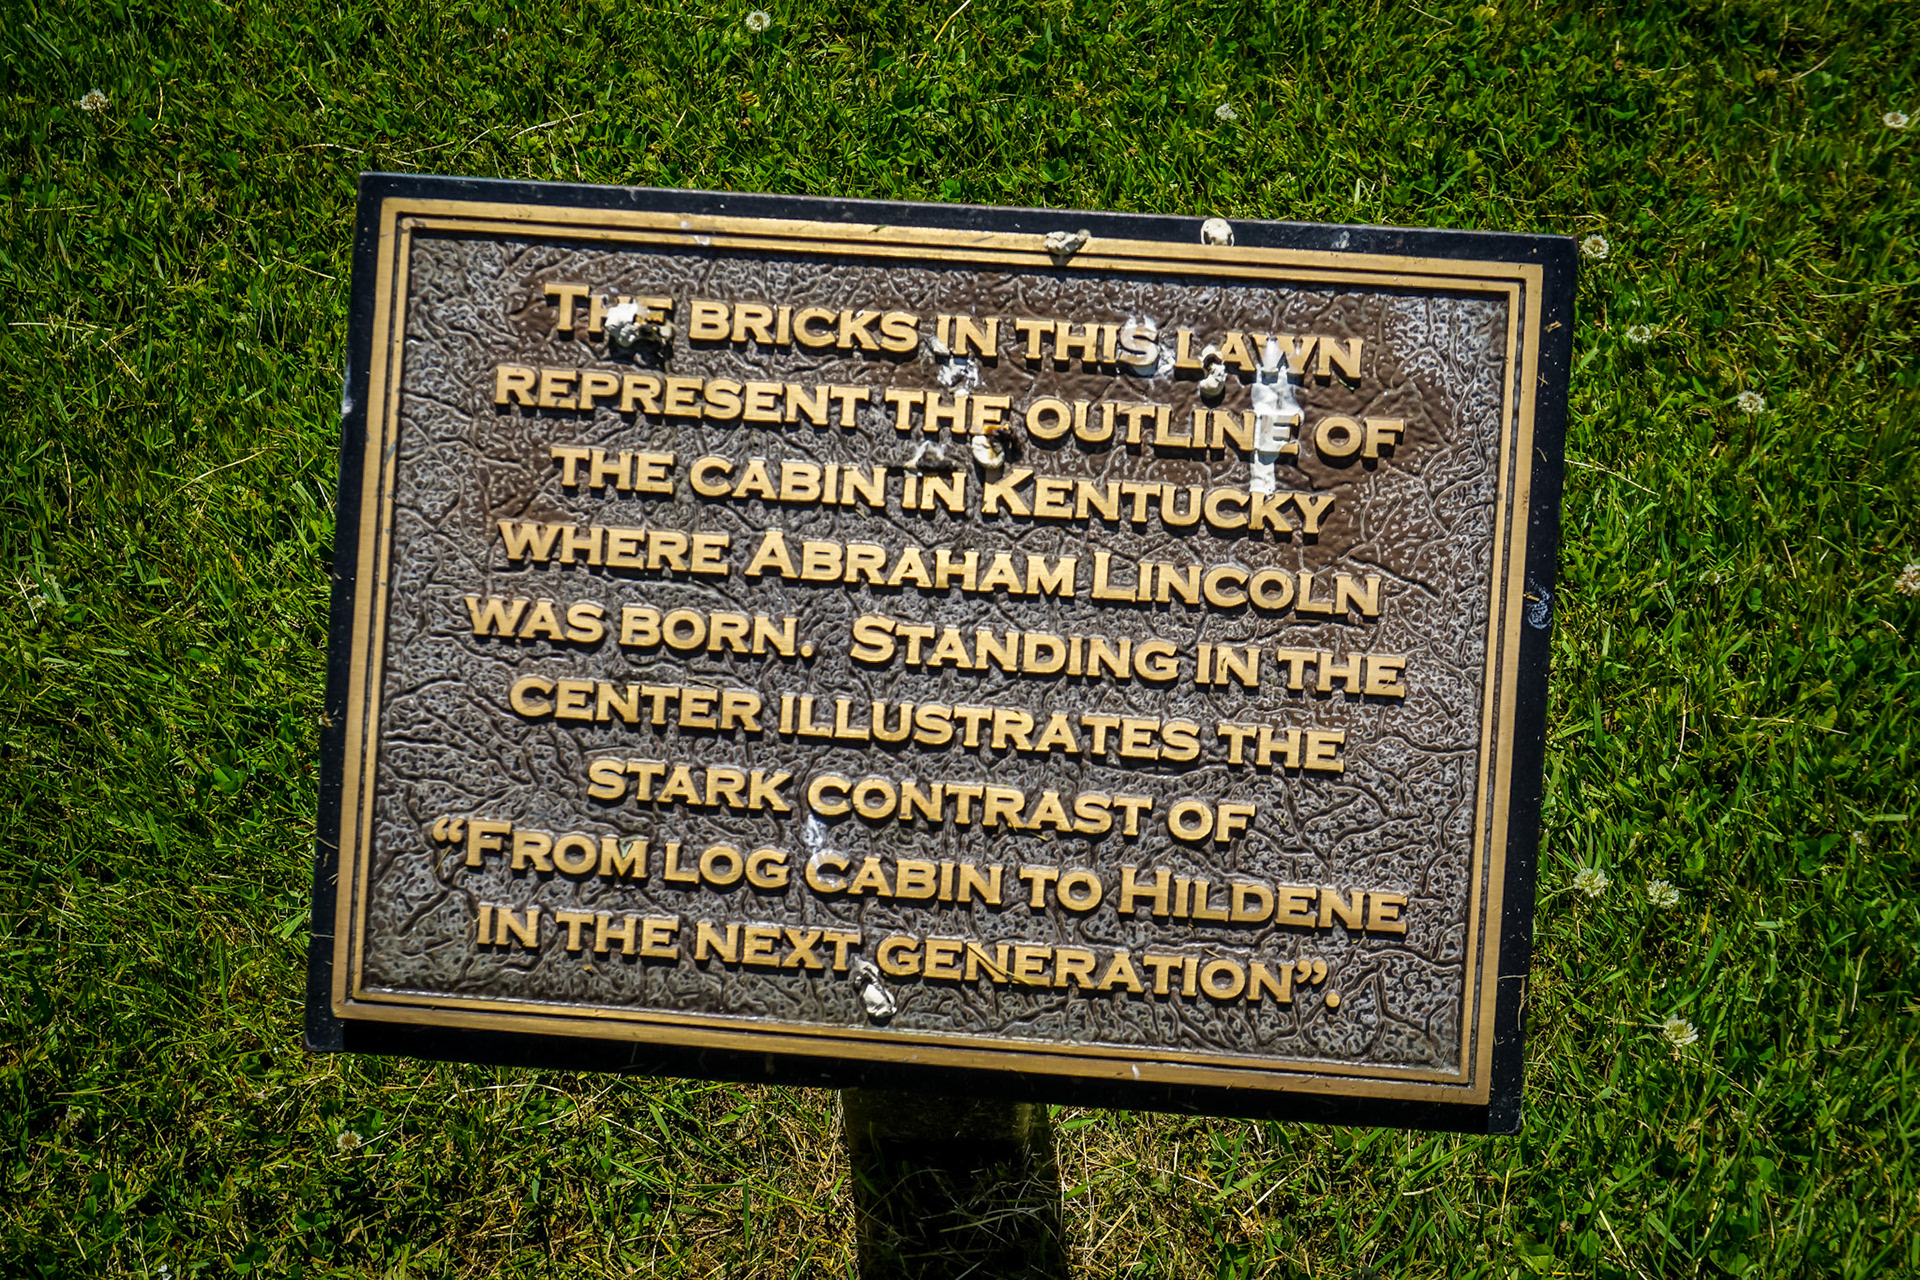 The bricks in this lawn
represent the outline of
the cabin in Kentucky
where Abraham Lincoln
was born.  Standing in the
center illustrates the
stark contrast of
“From log cabin to Hildene
in the next generation”.